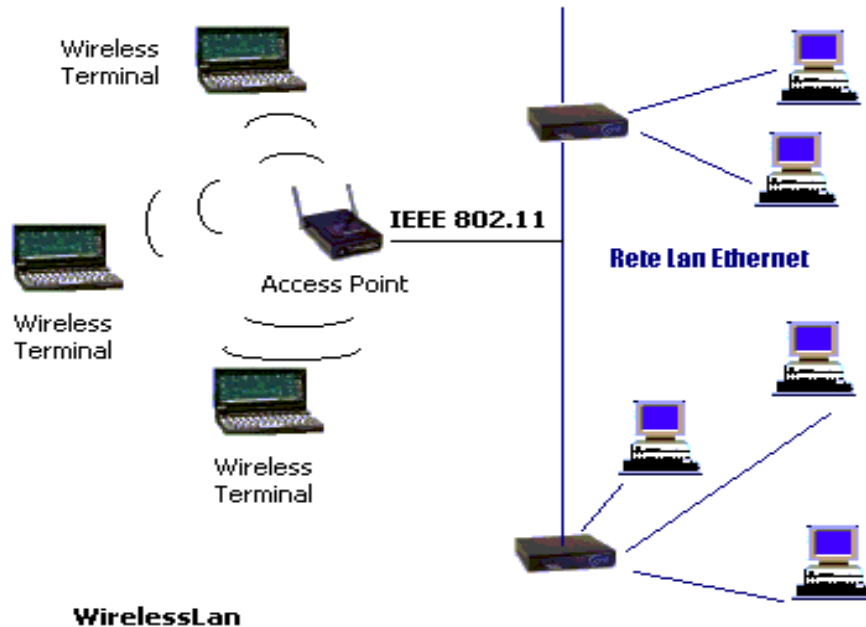 Wireless
Terminal
IEEE 802.11
Rete Lan Ethernet
Access Point
Wireless
Terminal
Wireless
Terminal
WirelessLan